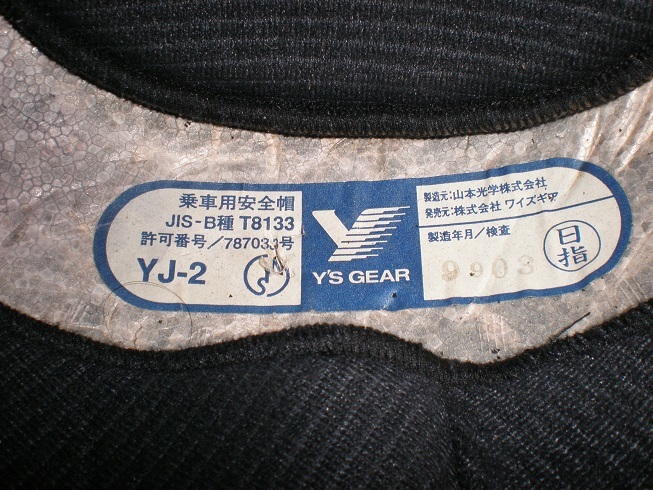 乗車用安全帽
JIS-B種 T8133
許可番号/787031号
YJ-2
Y'S GEAR
製造元:山本光学株式会社
発売元:株式会社 ワイズギア
製造年月/検査
9903
日
指